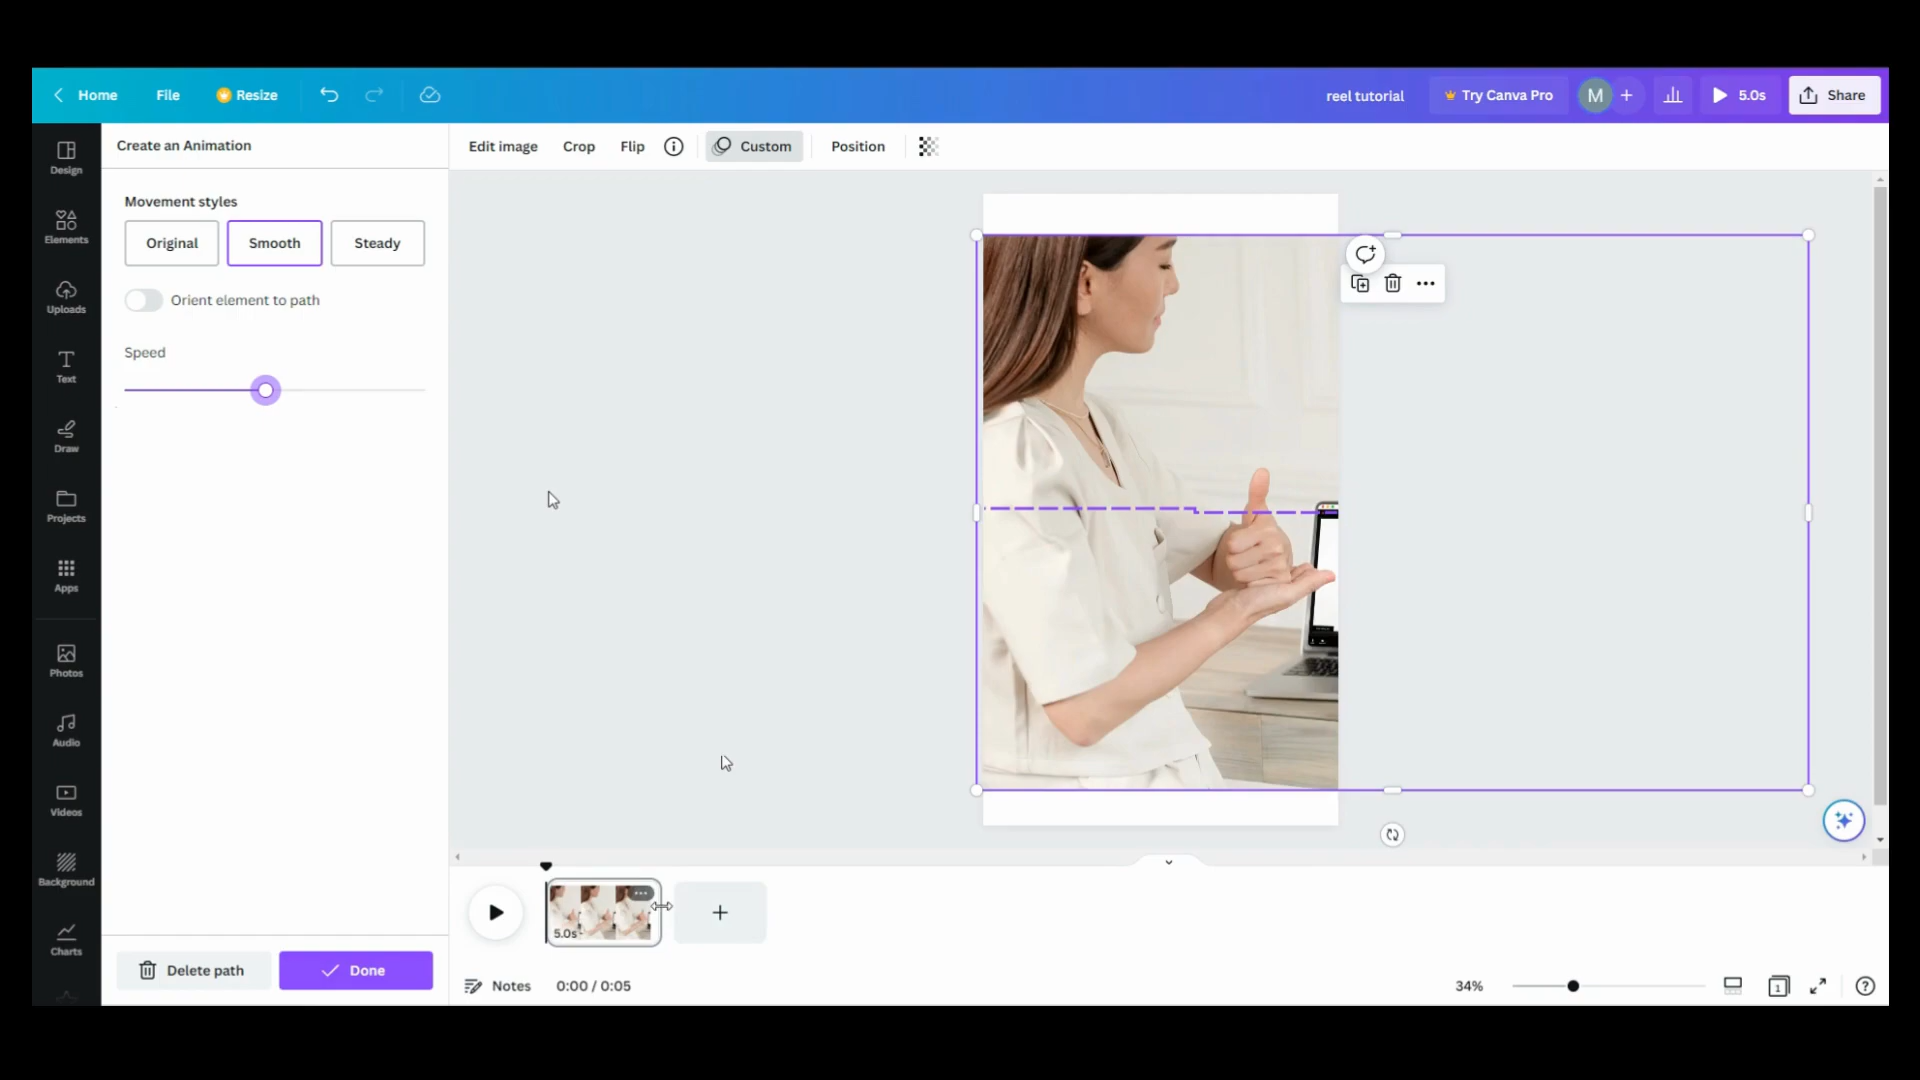 Home File Resize reel tutorial Try Canva Pro M + 5.0s Share
Create an Animation Edit image Crop Flip Custom Position
Design
Elements
Uploads
Text
Draw
Projects
Apps
Photos
Audio
Videos
Background
Charts
Movement styles
Original Smooth Steady
Orient element to path
Speed
Delete path Done
5.0s
Notes 0:00 / 0:05 34% 1 ?